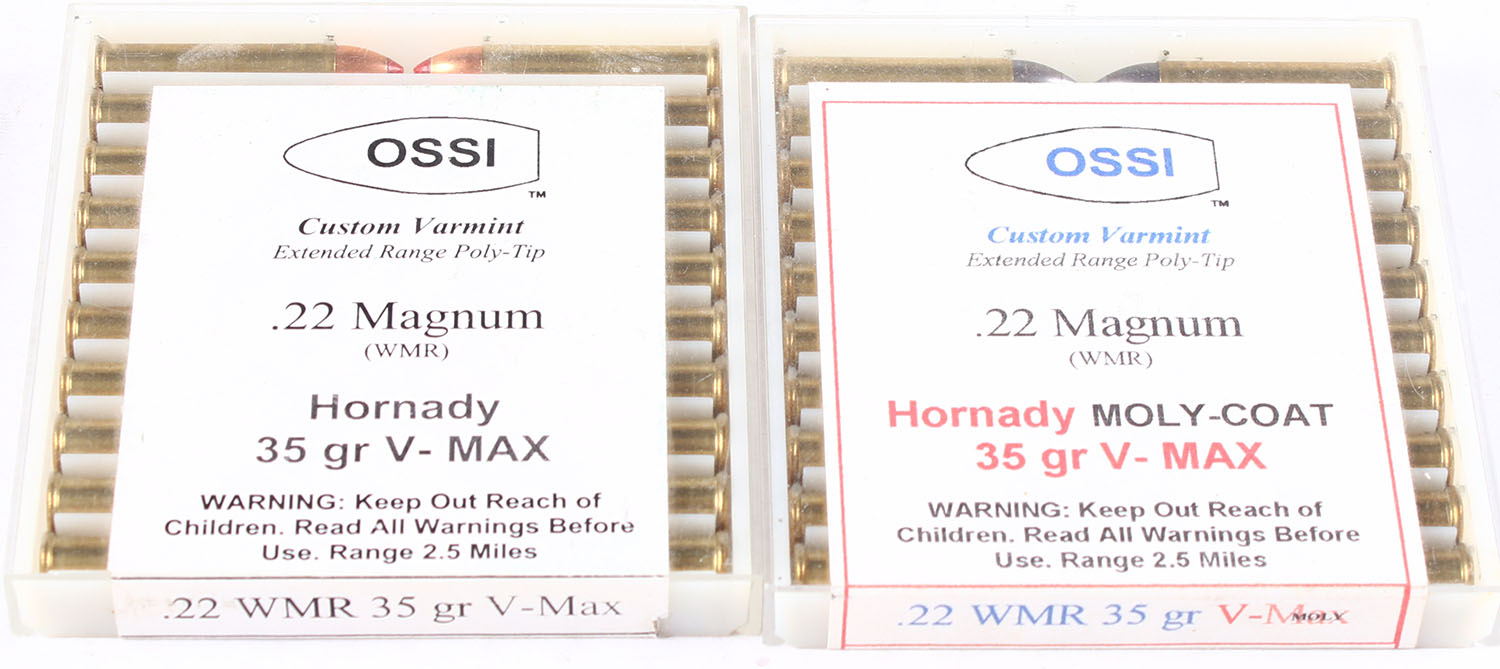 OSSI
TM
Custom Varmint
Extended Range Poly-Tip
.22 Magnum
(WMR)
Hornady
35 gr V- MAX
WARNING: Keep Out Reach of
Children. Read All Warnings Before
Use. Range 2.5 Miles
.22 WMR 35 gr V-Max
OSSI
TM
Custom Varmint
Extended Range Poly-Tip
.22 Magnum
(WMR)
Hornady MOLY-COAT
35 gr V- MAX
WARNING: Keep Out Reach of
Children. Read All Warnings Before
Use. Range 2.5 Miles
.22 WMR 35 gr V-Max
MOLY